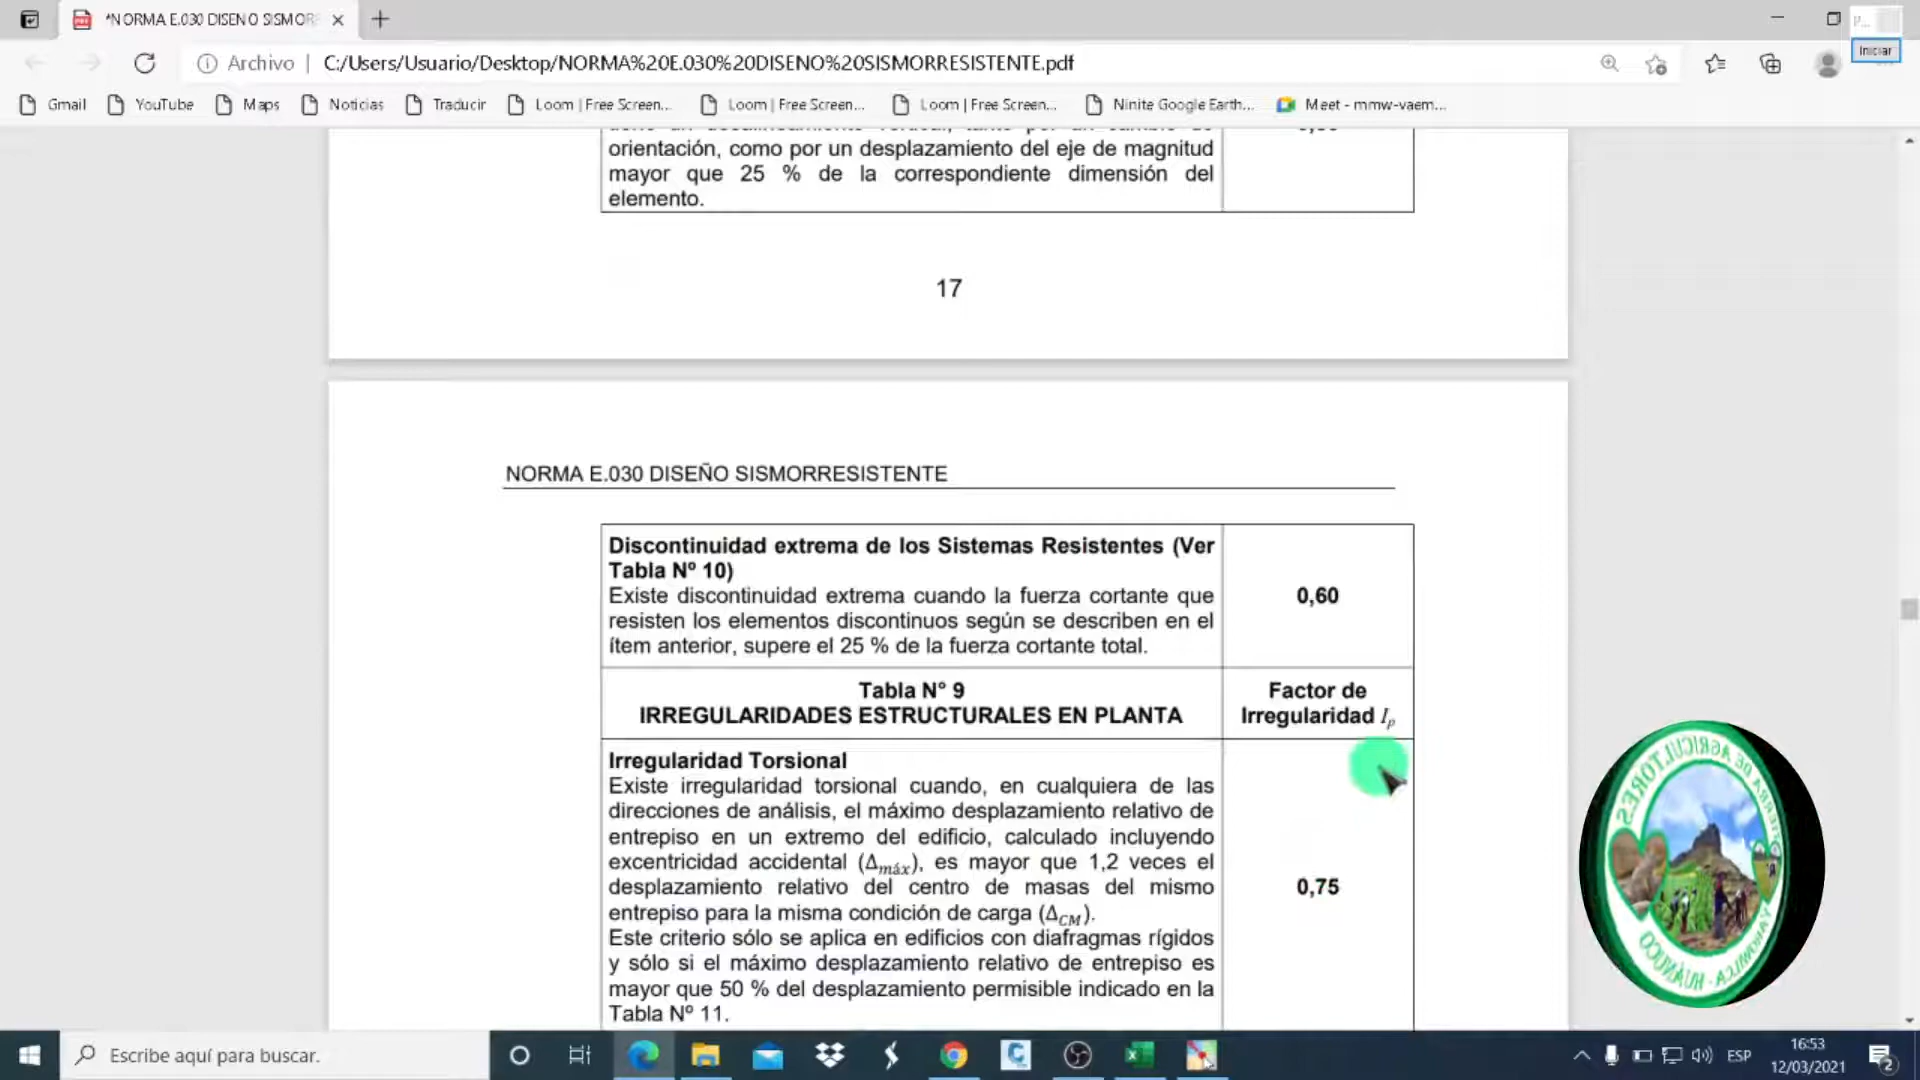 *NORMA E.030 DISENO SISMORRE
Iniciar
Archivo
C:/Users/Usuario/Desktop/NORMA%20E.030%20DISENO%20SISMORRESISTENTE.pdf
Gmail
YouTube
Maps
Noticias
Traducir
Loom | Free Screen...
Loom | Free Screen...
Loom | Free Screen...
Ninite Google Earth...
Meet - mmw-vaem...
orientación, como por un desplazamiento del eje de magnitud
mayor que 25 % de la correspondiente dimensión del
elemento.
17
NORMA E.030 DISEÑO SISMORRESISTENTE
Discontinuidad extrema de los Sistemas Resistentes (Ver
Tabla Nº 10)
Existe discontinuidad extrema cuando la fuerza cortante que
resisten los elementos discontinuos según se describen en el
ítem anterior, supere el 25 % de la fuerza cortante total.
0,60
Tabla N° 9
IRREGULARIDADES ESTRUCTURALES EN PLANTA
Factor de
Irregularidad Iₚ
Irregularidad Torsional
Existe irregularidad torsional cuando, en cualquiera de las
direcciones de análisis, el máximo desplazamiento relativo de
entrepiso en un extremo del edificio, calculado incluyendo
excentricidad accidental (Δmáx), es mayor que 1,2 veces el
desplazamiento relativo del centro de masas del mismo
entrepiso para la misma condición de carga (ΔCM).
Este criterio sólo se aplica en edificios con diafragmas rígidos
y sólo si el máximo desplazamiento relativo de entrepiso es
mayor que 50 % del desplazamiento permisible indicado en la
Tabla Nº 11.
0,75
Escribe aquí para buscar.
ESP
16:53
12/03/2021
2